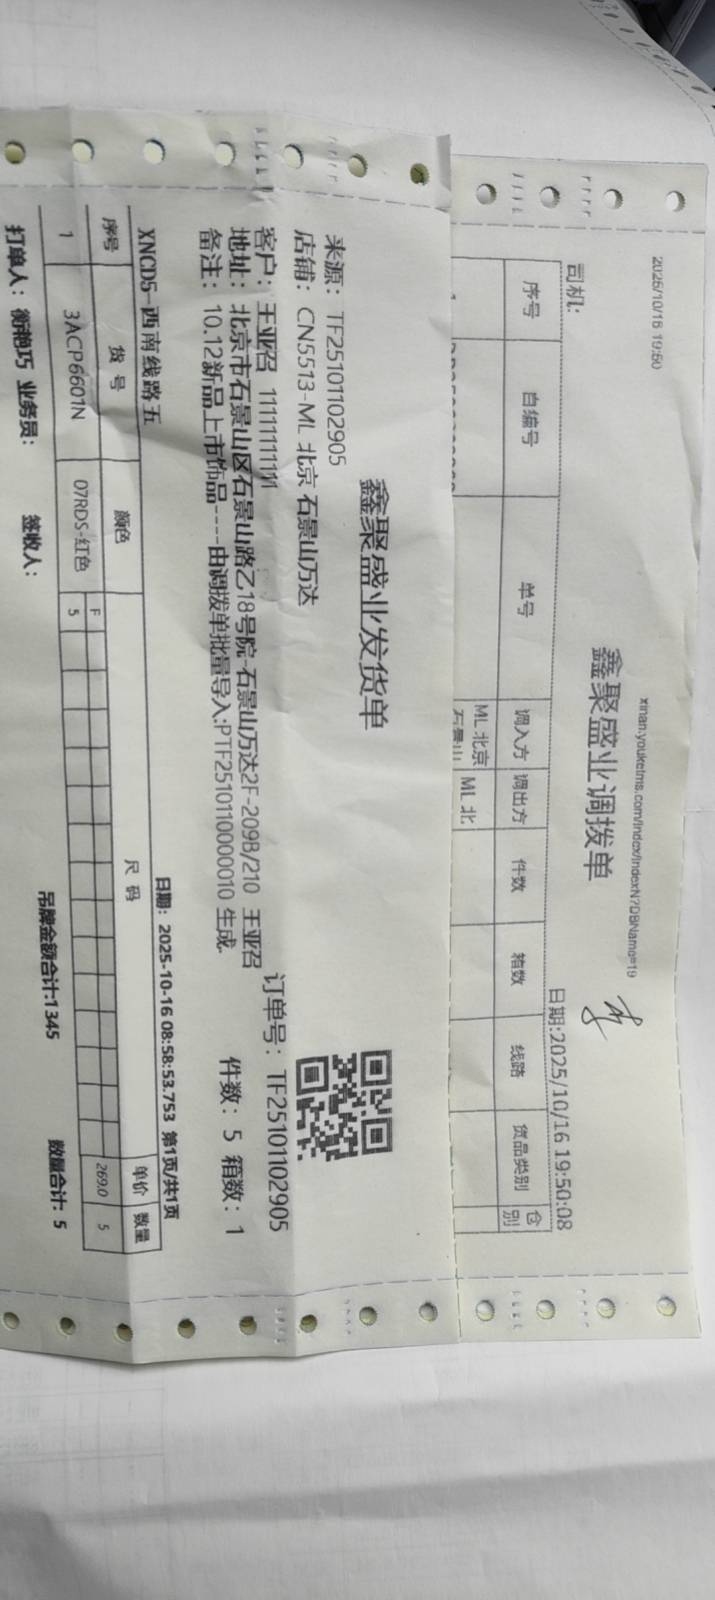 2025/10/16 19:50
xinan.youketms.com/Index/IndexN?DBName=19
鑫聚盛业调拨单
司机:
日期:2025/10/16 19:50:08
序号 自编号 单号 调入方 调出方 件数 箱数 线路 货品类别 仓别
1 ML 北京石景山 ML 北
鑫聚盛业发货单
来源：TF25101102905
店铺：CN5513-ML 北京 石景山万达
订单号：TF25101102905
客户：王亚召 11111111111
地址：北京市石景山区石景山路乙18号院-石景山万达2F-209B/210 王亚召
备注：10.12新品上市饰品----由调拨单批量导入:PTF2510110000010 生成.
件数：5 箱数：1
XNCD5-西南线路五
日期：2025-10-16 08:58:53.753 第1页/共1页
序号 货号 颜色 尺码 单价 数量
F
1 3ACP6601N 07RDS-红色 5 269.0 5
吊牌金额合计:1345
数量合计: 5
打单人：衡艳巧 业务员： 签收人：